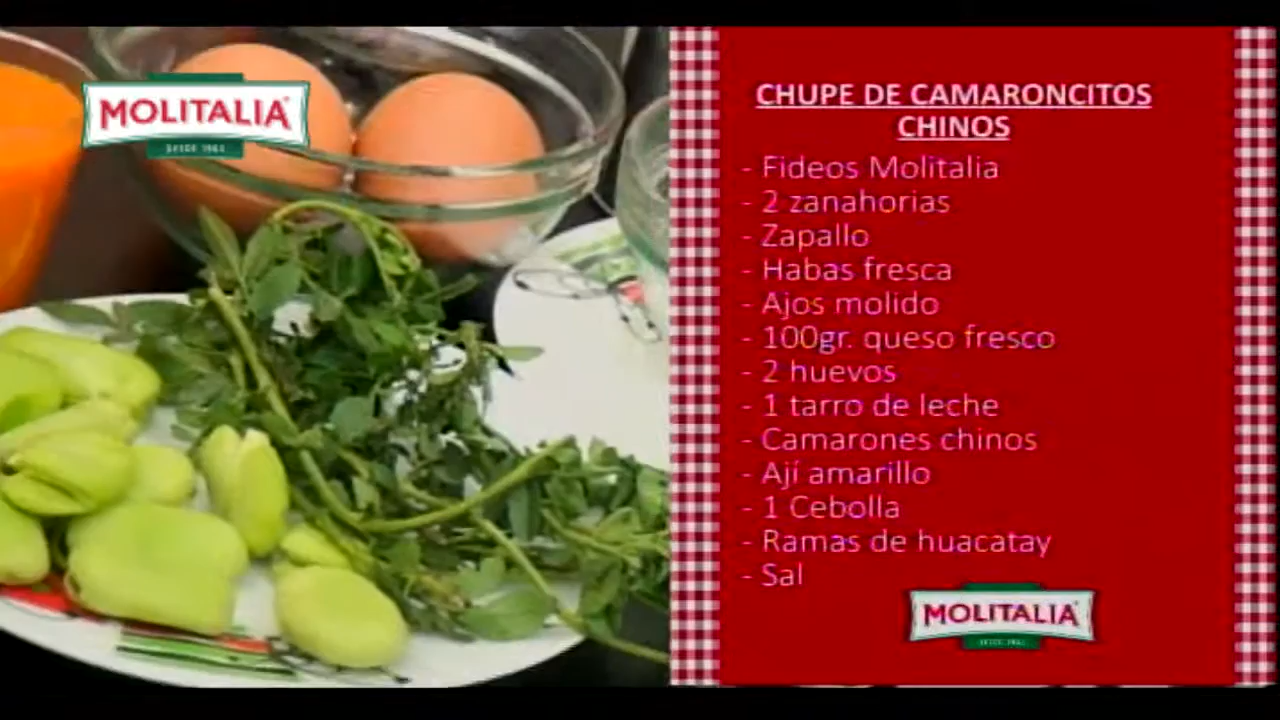 MOLITALIA
DESDE 1962
CHUPE DE CAMARONCITOS
CHINOS
- Fideos Molitalia
- 2 zanahorias
- Zapallo
- Habas fresca
- Ajos molido
- 100gr. queso fresco
- 2 huevos
- 1 tarro de leche
- Camarones chinos
- Ají amarillo
- 1 Cebolla
- Ramas de huacatay
- Sal
MOLITALIA